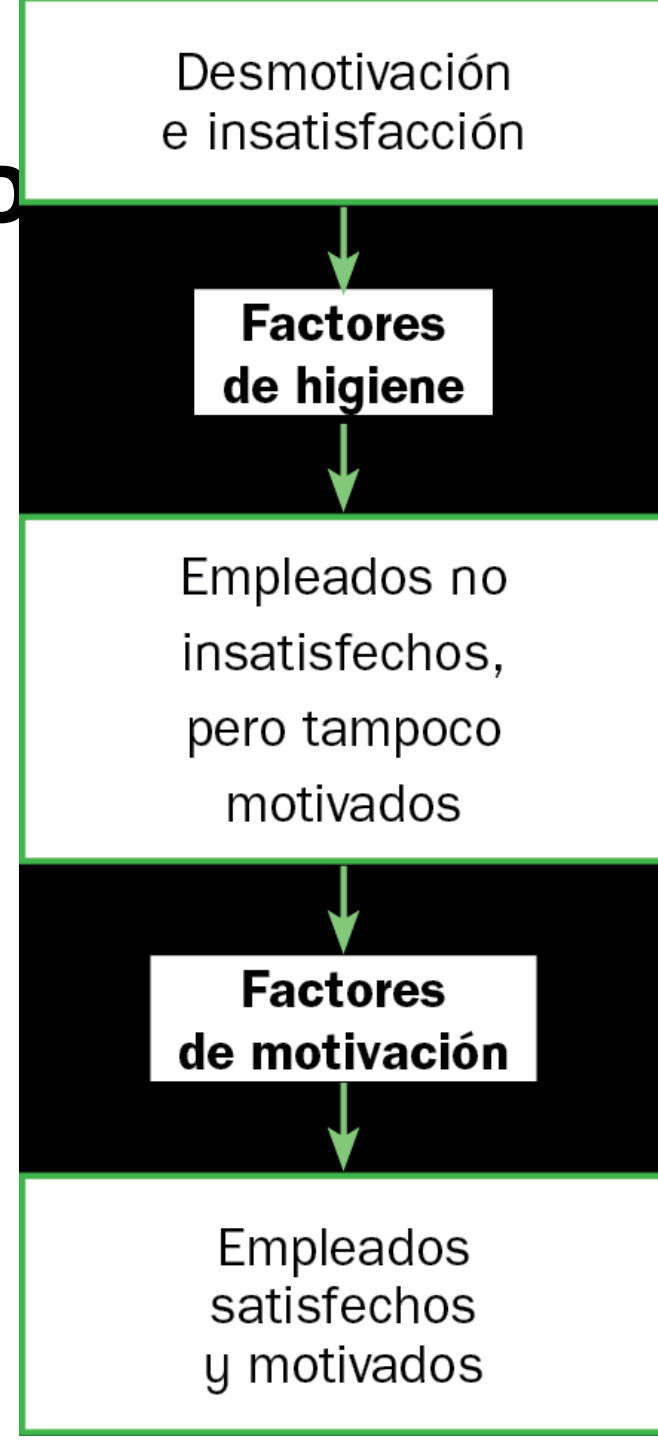 Desmotivación
e insatisfacción
Factores
de higiene
Empleados no
insatisfechos,
pero tampoco
motivados
Factores
de motivación
Empleados
satisfechos
y motivados